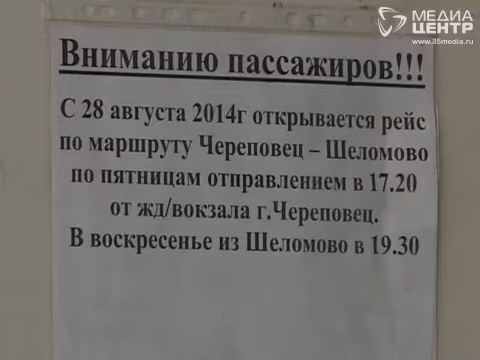 МЕДИА
ЦЕНТР
www.35media.ru
Вниманию пассажиров!!!
С 28 августа 2014г открывается рейс
по маршруту Череповец – Шеломово
по пятницам отправлением в 17.20
от жд/вокзала г.Череповец.
В воскресенье из Шеломово в 19.30